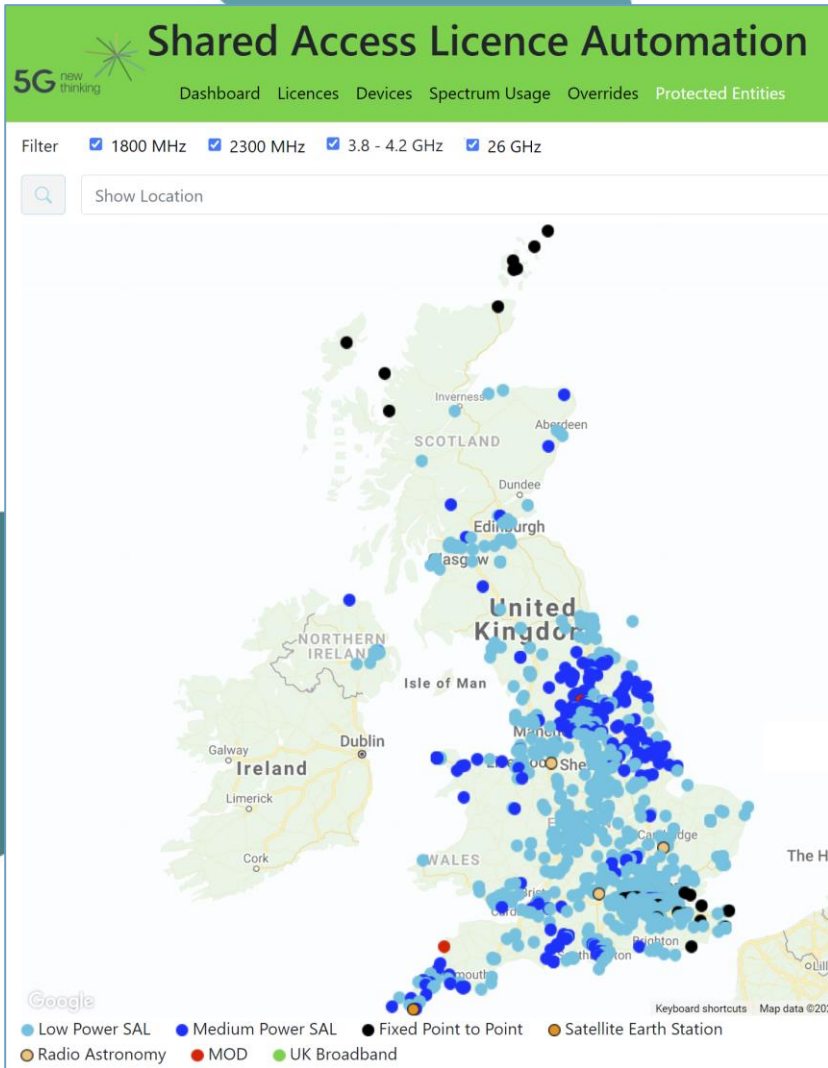 Shared Access Licence Automation
5G new thinking
Dashboard Licences Devices Spectrum Usage Overrides Protected Entities
Filter 1800 MHz 2300 MHz 3.8 - 4.2 GHz 26 GHz
Show Location
Inverness
Aberdeen
SCOTLAND
Dundee
Edinburgh
Glasgow
United
Kingdom
NORTHERN
IRELAND
Isle of Man
Dublin
Galway
Ireland
Limerick
Cork
WALES
The H
Brighton
Google
Keyboard shortcuts Map data ©202
Low Power SAL Medium Power SAL Fixed Point to Point Satellite Earth Station
Radio Astronomy MOD UK Broadband